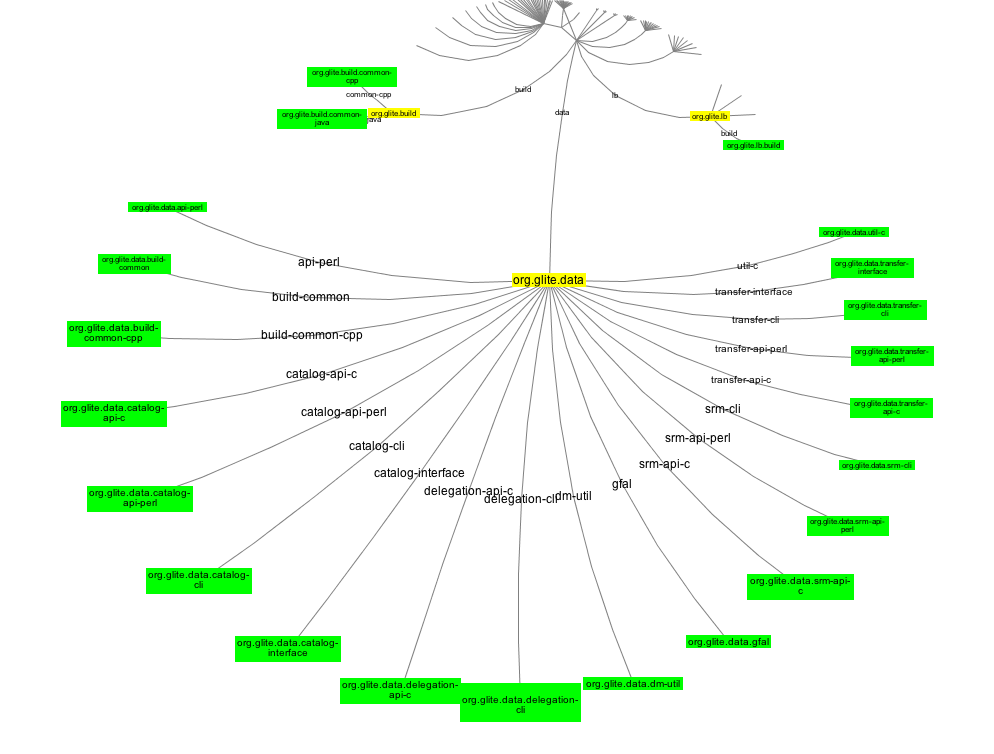 org.glite.build.common-
cpp
build
common-cpp
lb
org.glite.build.common-
java
java
org.glite.build
data
org.glite.lb
build
org.glite.lb.build
org.glite.data.api-perl
org.glite.data.util-c
org.glite.data.build-
common
api-perl
util-c
org.glite.data.transfer-
interface
org.glite.data
build-common
transfer-interface
org.glite.data.transfer-
cli
org.glite.data.build-
common-cpp
build-common-cpp
transfer-cli
transfer-api-perl
org.glite.data.transfer-
api-perl
catalog-api-c
transfer-api-c
org.glite.data.catalog-
api-c
catalog-api-perl
srm-cli
org.glite.data.transfer-
api-c
catalog-cli
srm-api-perl
catalog-interface
srm-api-c
org.glite.data.srm-cli
org.glite.data.catalog-
api-perl
delegation-api-c
delegation-cli
dm-util
gfal
org.glite.data.srm-api-
perl
org.glite.data.catalog-
cli
org.glite.data.srm-api-
c
org.glite.data.catalog-
interface
org.glite.data.gfal
org.glite.data.delegation-
api-c
org.glite.data.delegation-
cli
org.glite.data.dm-util